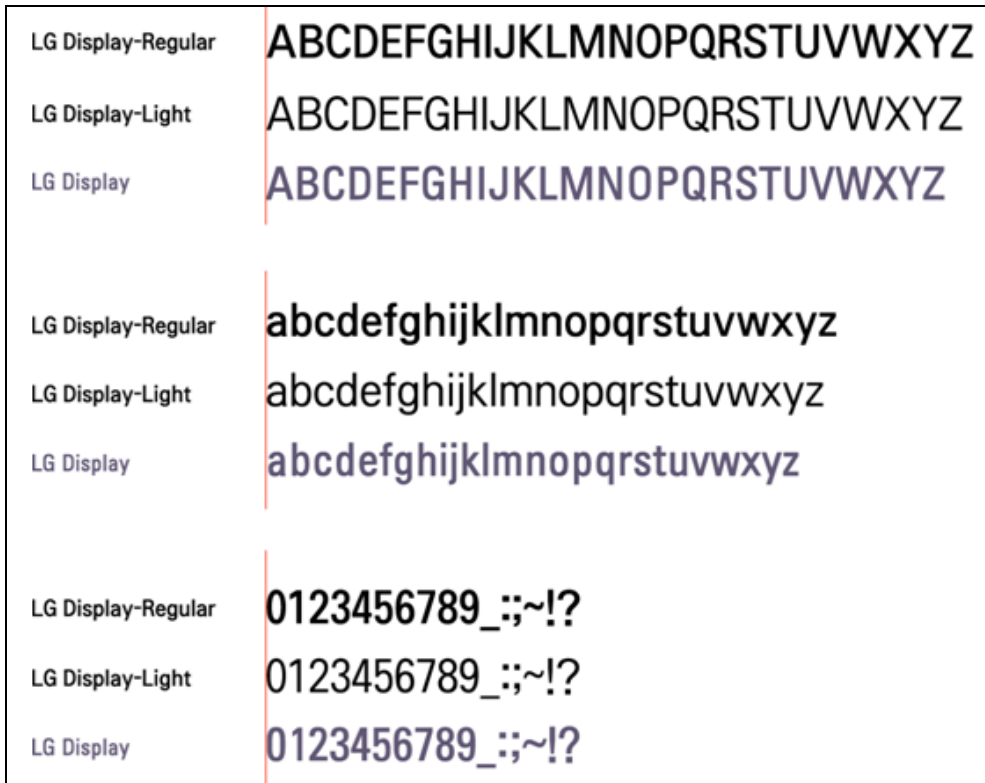 LG Display-Regular ABCDEFGHIJKLMNOPQRSTUVWXYZ
LG Display-Light ABCDEFGHIJKLMNOPQRSTUVWXYZ
LG Display ABCDEFGHIJKLMNOPQRSTUVWXYZ
LG Display-Regular abcdefghijklmnopqrstuvwxyz
LG Display-Light abcdefghijklmnopqrstuvwxyz
LG Display abcdefghijklmnopqrstuvwxyz
LG Display-Regular 0123456789_:;~!?
LG Display-Light 0123456789_:;~!?
LG Display 0123456789_:;~!?